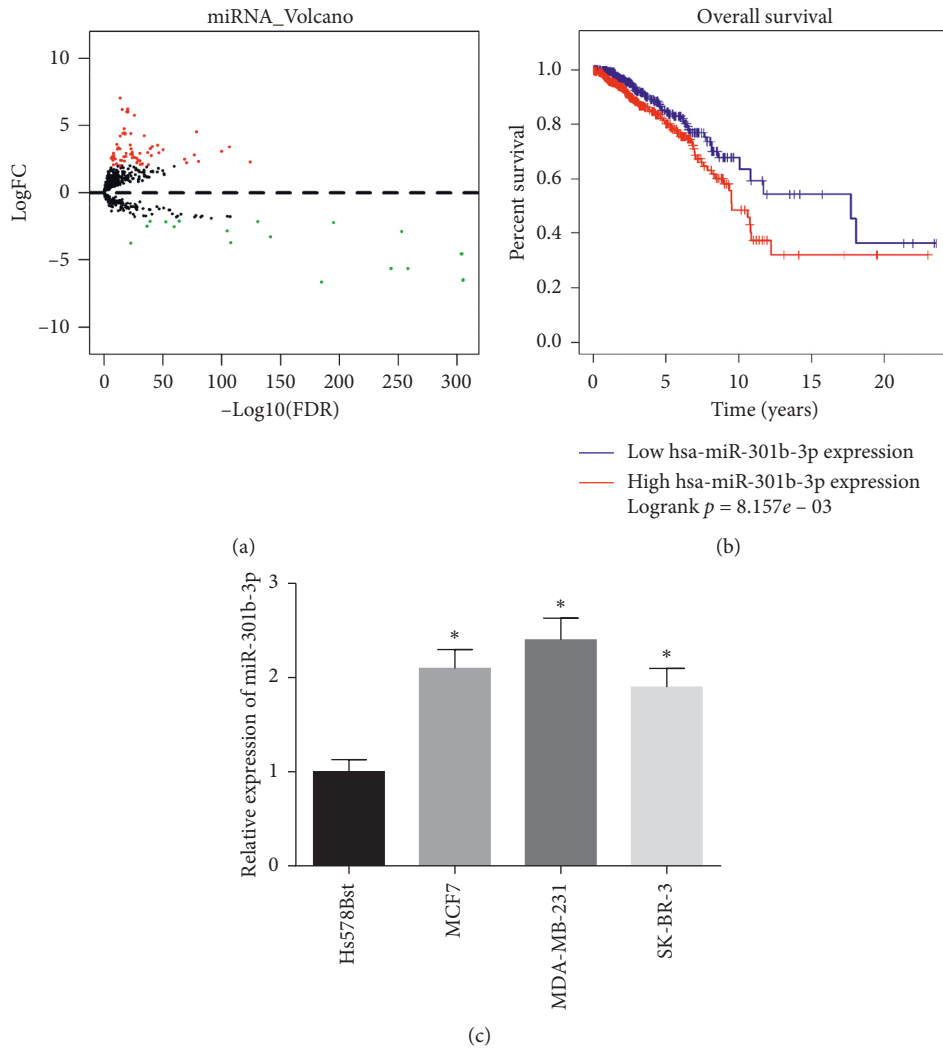 miRNA_Volcano
10
5
0
−5
−10
LogFC
0 50 100 150 200 250 300
−Log10(FDR)
(a)
Overall survival
1.0
0.8
0.6
0.4
0.2
0.0
Percent survival
0 5 10 15 20
Time (years)
Low hsa-miR-301b-3p expression
High hsa-miR-301b-3p expression
Logrank p = 8.157e − 03
(b)
3
2
1
0
Relative expression of miR-301b-3p
* * *
Hs578Bst
MCF7
MDA-MB-231
SK-BR-3
(c)